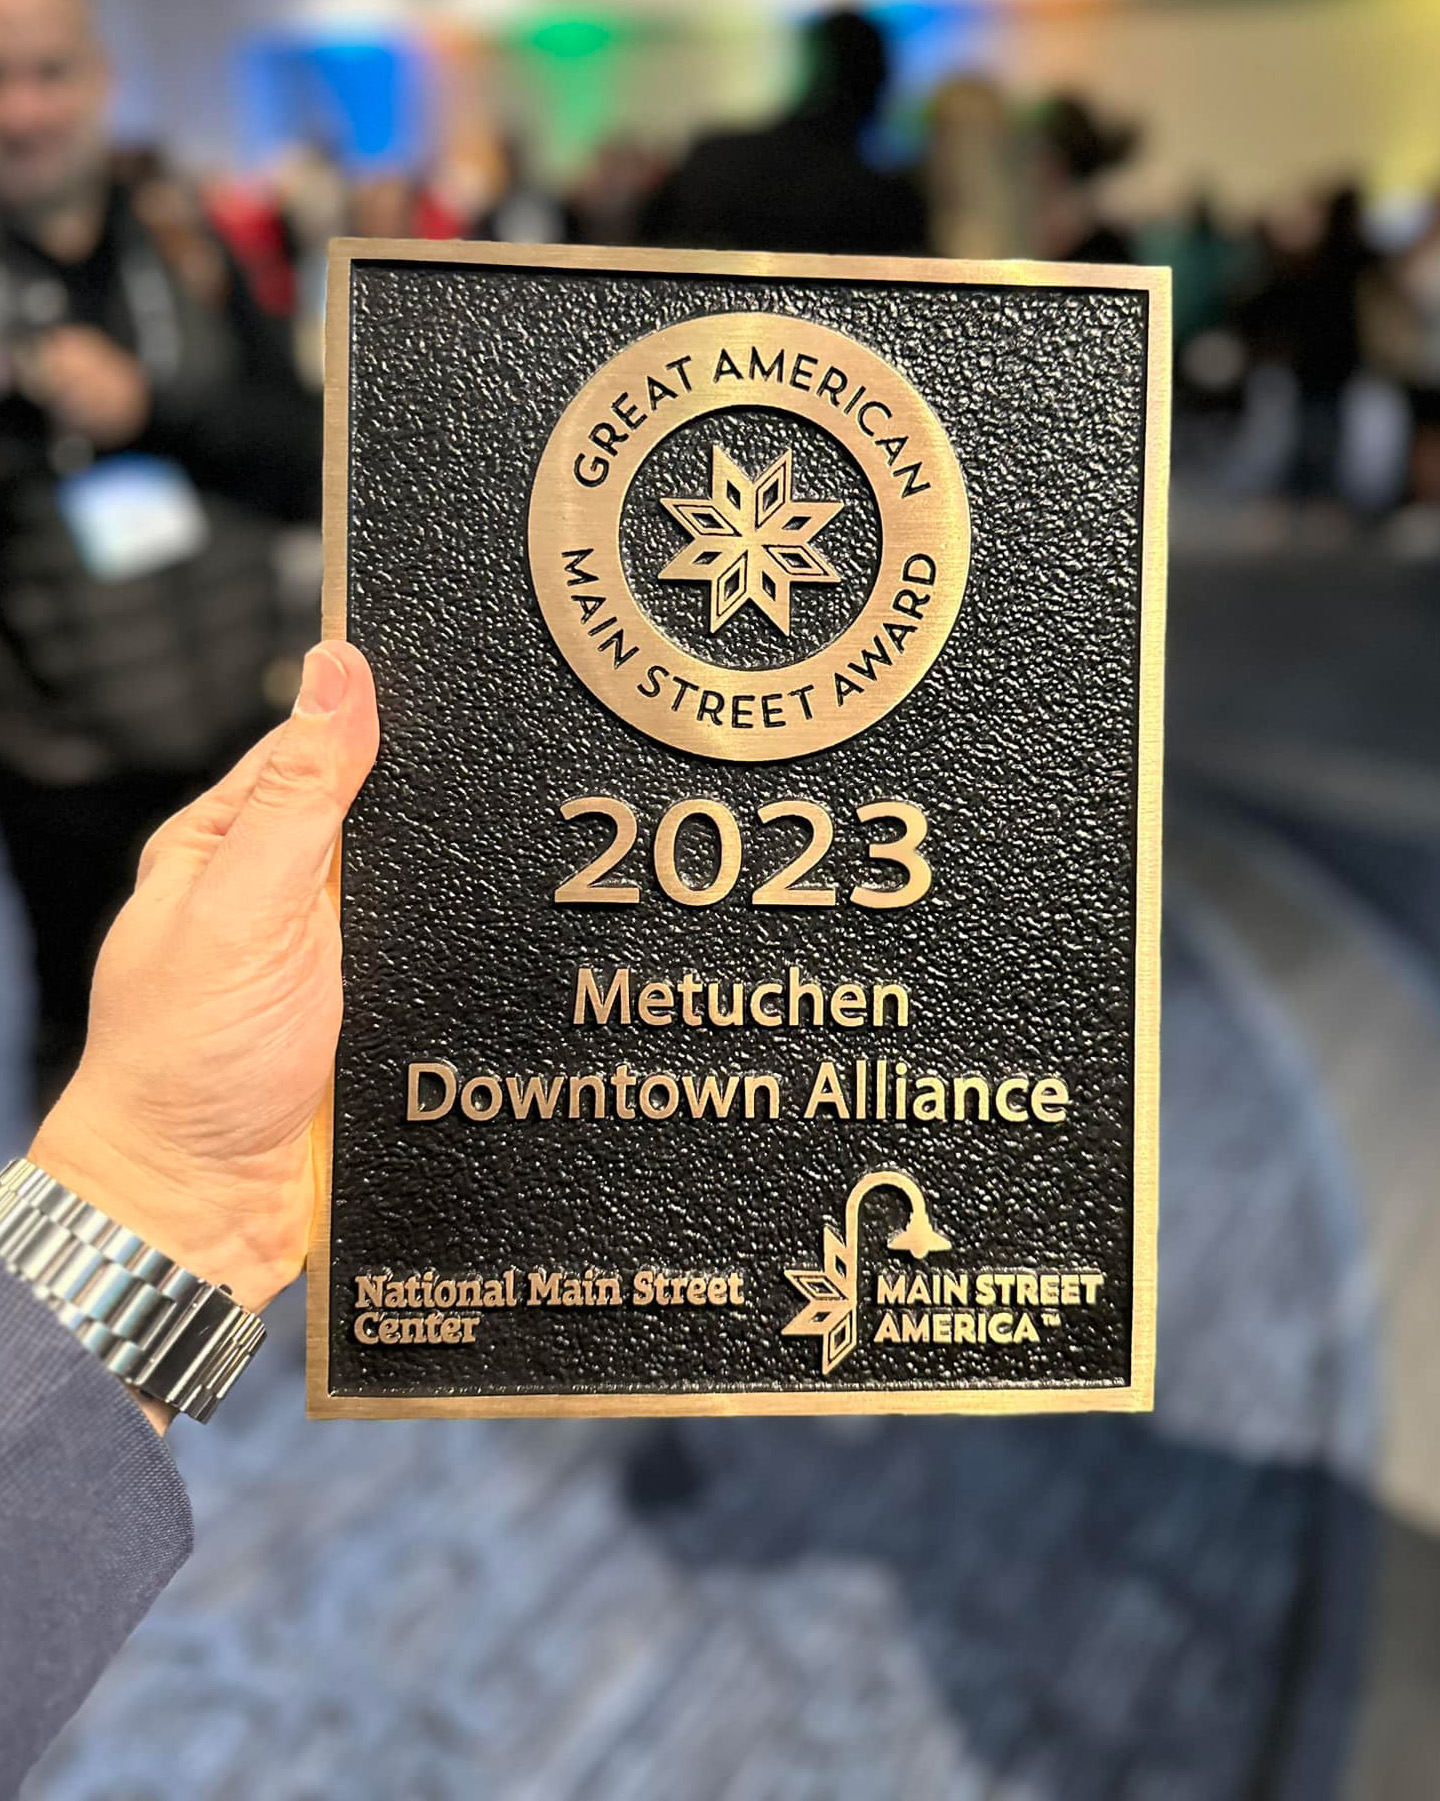 GREAT AMERICAN
MAIN STREET AWARD
2023
Metuchen
Downtown Alliance
National Main Street
Center
MAIN STREET
AMERICA™